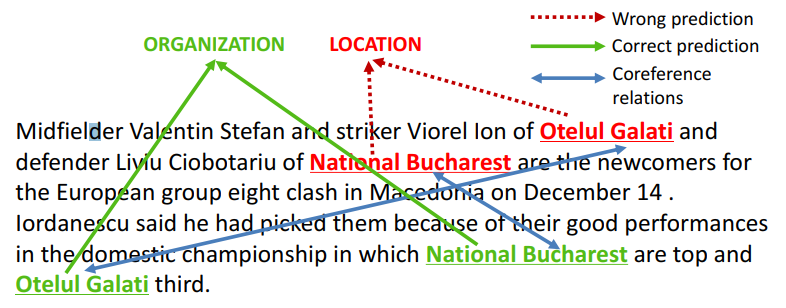 Wrong prediction
ORGANIZATION LOCATION Correct prediction
Coreference
relations
Midfielder Valentin Stefan and striker Viorel Ion of Otelul Galati and
defender Liviu Ciobotariu of National Bucharest are the newcomers for
the European group eight clash in Macedonia on December 14 .
Iordanescu said he had picked them because of their good performances
in the domestic championship in which National Bucharest are top and
Otelul Galati third.